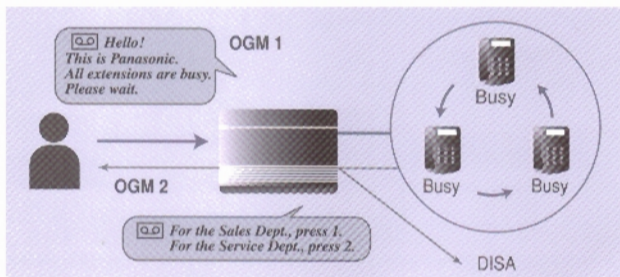 Hello!
This is Panasonic.
All extensions are busy.
Please wait.
OGM 1
Busy
Busy
Busy
OGM 2
For the Sales Dept., press 1.
For the Service Dept., press 2.
DISA